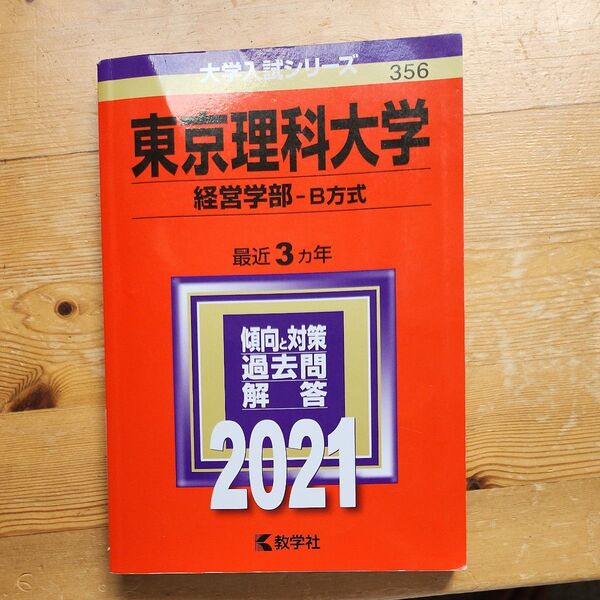 大学入試シリーズ 356
東京理科大学
経営学部-B方式
最近3カ年
傾向と対策
過去問
解答
2021
教学社